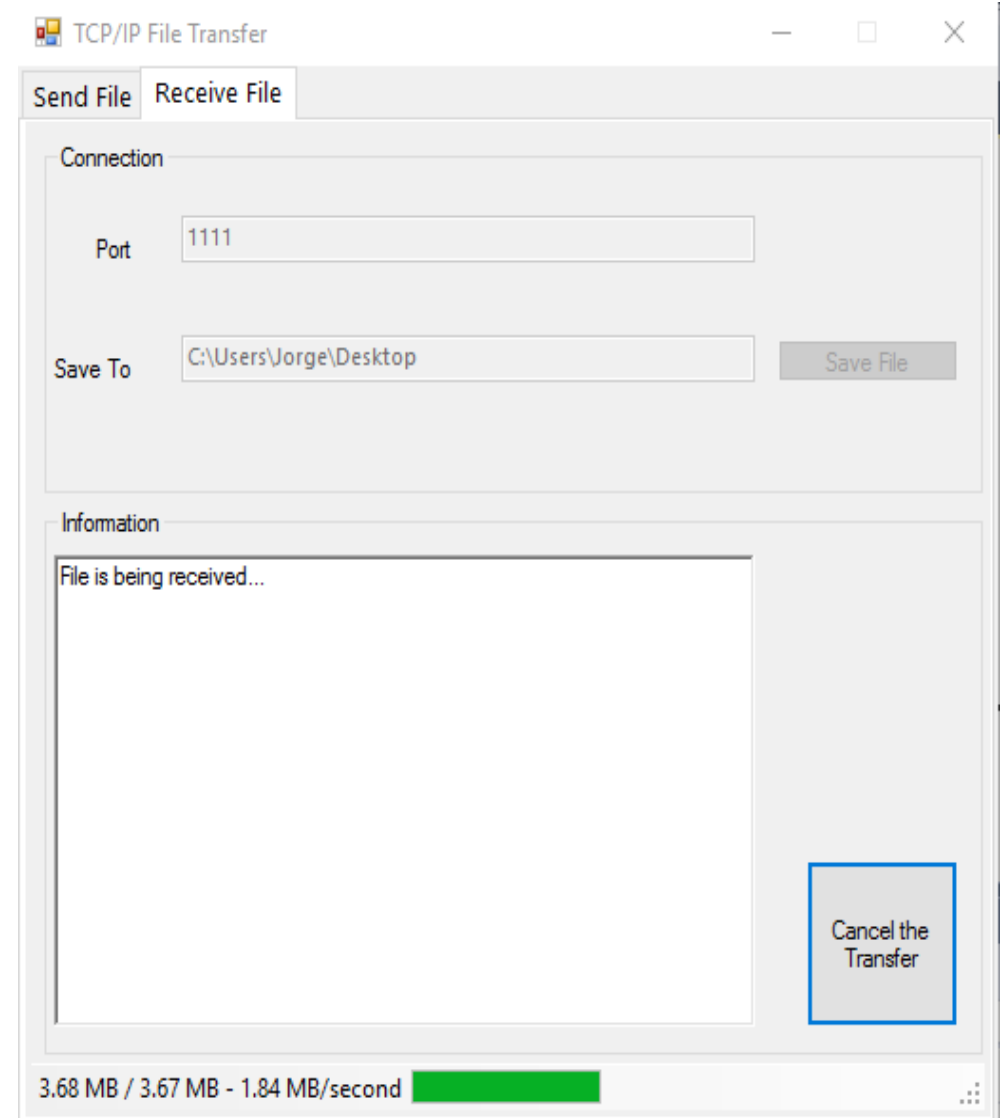 TCP/IP File Transfer
Send File
Receive File
Connection
Port
1111
Save To
C:\Users\Jorge\Desktop
Save File
Information
File is being received...
Cancel the
Transfer
3.68 MB / 3.67 MB - 1.84 MB/second